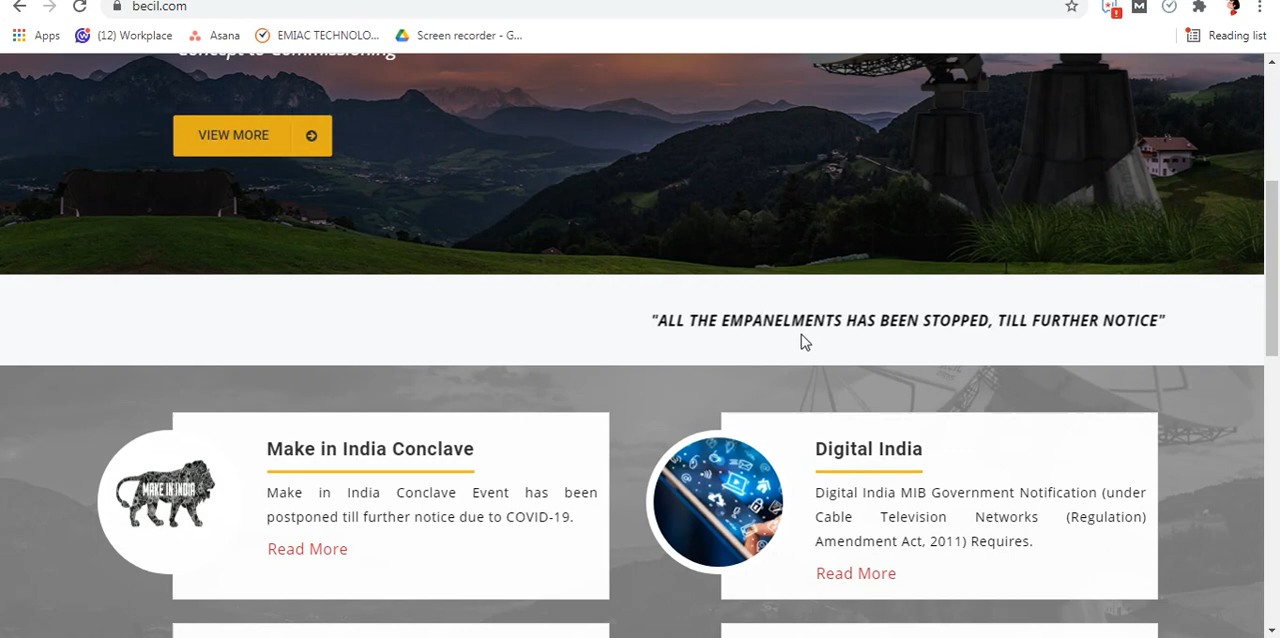 becil.com
Apps (12) Workplace Asana EMIAC TECHNOLO... Screen recorder - G... Reading list
Concept to Commissioning
VIEW MORE
"ALL THE EMPANELMENTS HAS BEEN STOPPED, TILL FURTHER NOTICE"
MAKE IN INDIA
Make in India Conclave
Make in India Conclave Event has been
postponed till further notice due to COVID-19.
Read More
Digital India
Digital India MIB Government Notification (under
Cable Television Networks (Regulation)
Amendment Act, 2011) Requires.
Read More